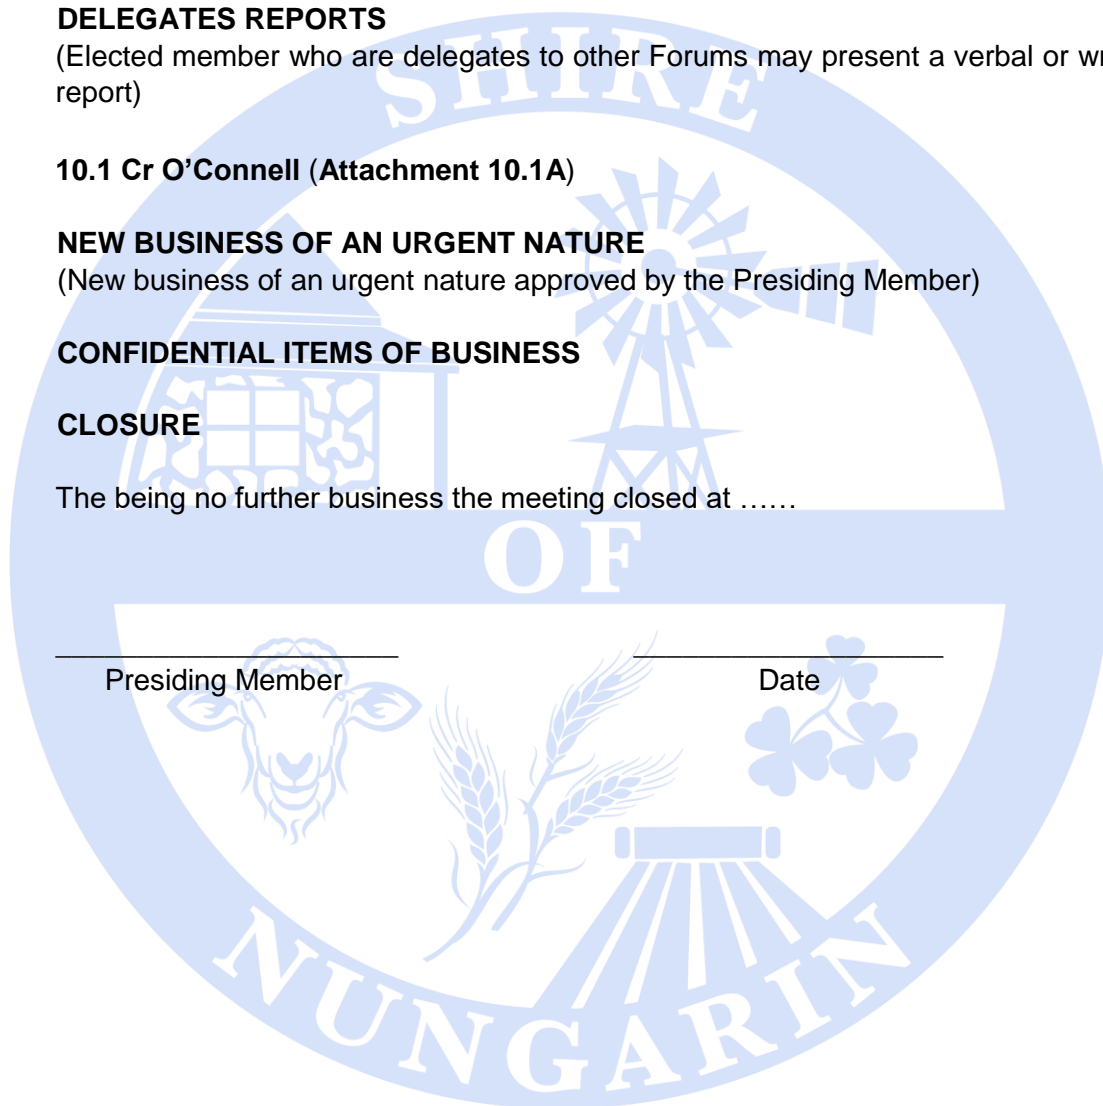 DELEGATES REPORTS
(Elected member who are delegates to other Forums may present a verbal or
report)
10.1 Cr O’Connell (Attachment 10.1A)
NEW BUSINESS OF AN URGENT NATURE
(New business of an urgent nature approved by the Presiding Member)
CONFIDENTIAL ITEMS OF BUSINESS
CLOSURE
The being no further business the meeting closed at ……
_____________________ ___________________
Presiding Member Date
SHIRE
OF
NUNGARIN